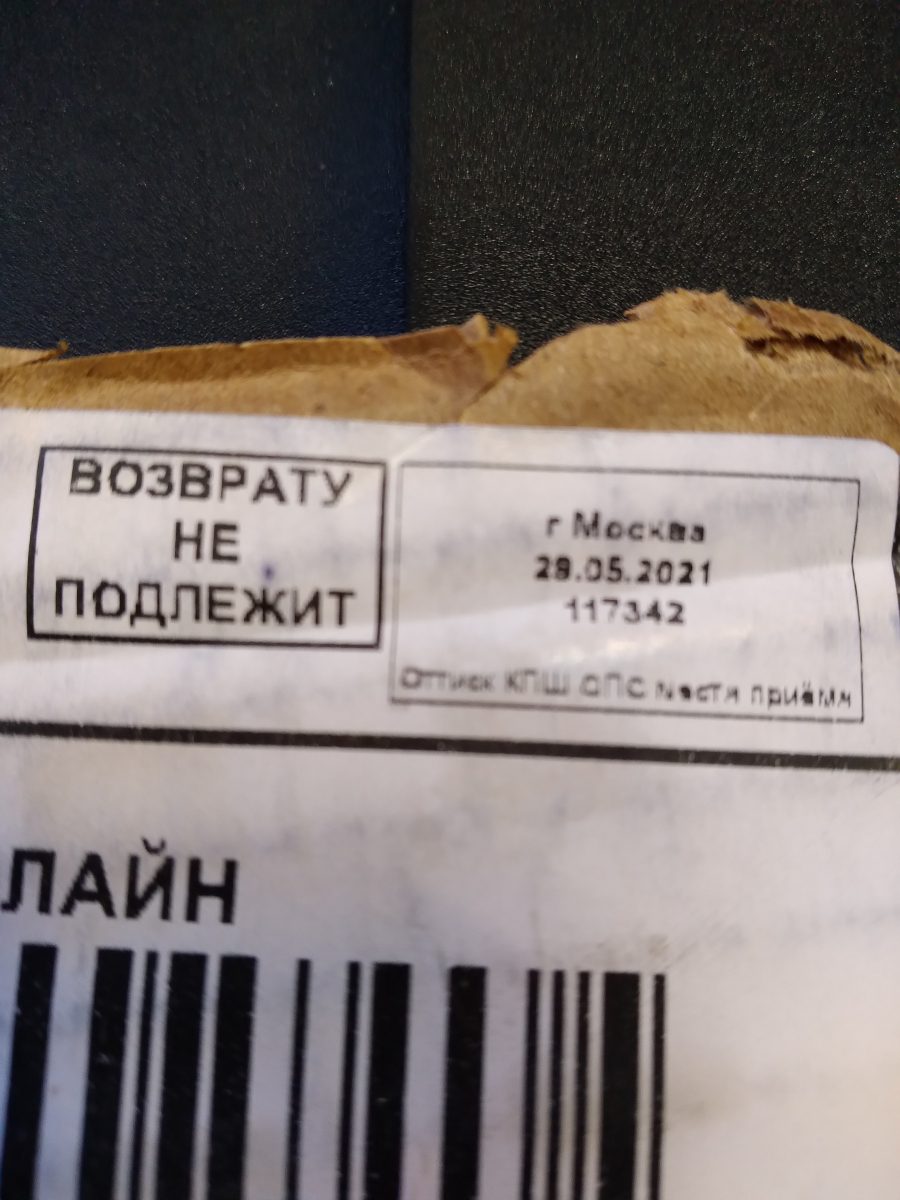 ВОЗВРАТУ
НЕ
ПОДЛЕЖИТ
г Москва
28.05.2021
117342
Оттиск КПШ ОПС места приёма
ЛАЙН